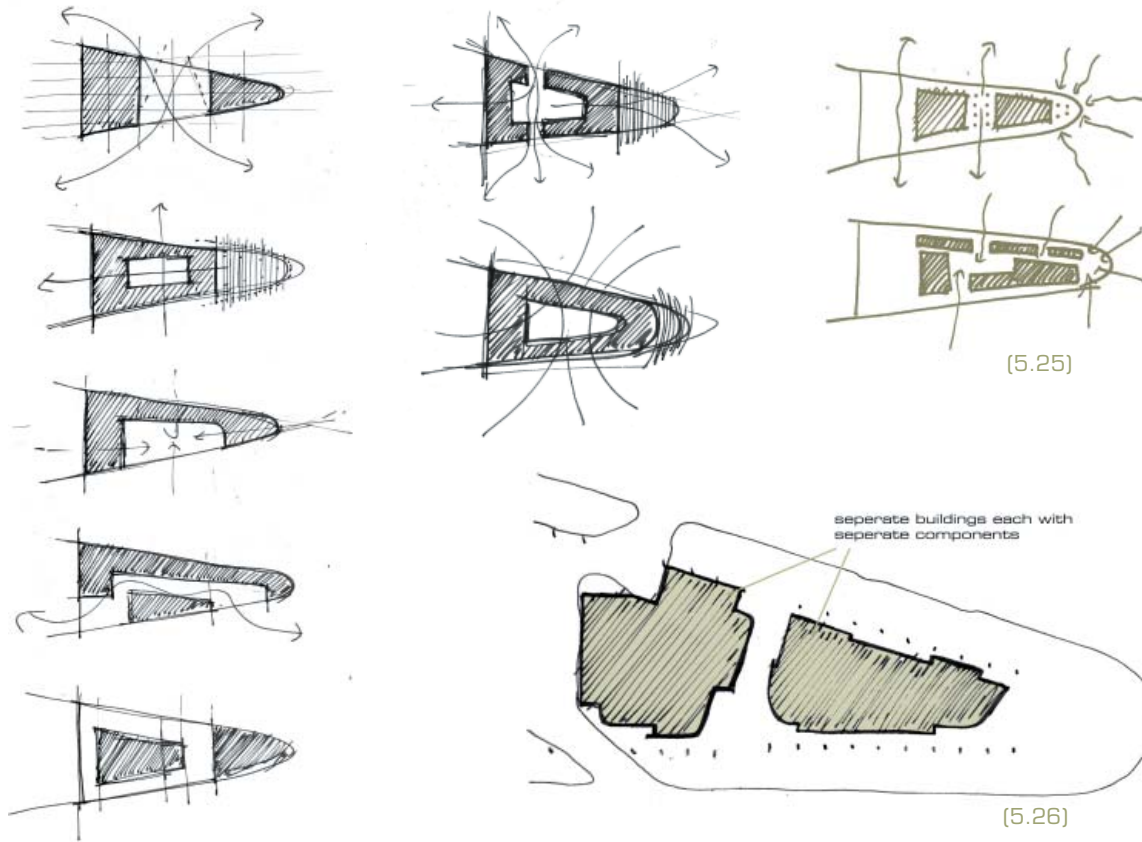 (5.25)
seperate buildings each with
seperate components
(5.26)